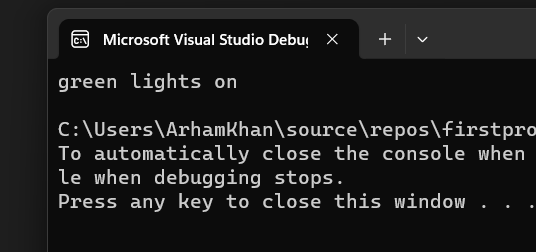 Microsoft Visual Studio Debu
green lights on
C:\Users\ArhamKhan\source\repos\firstpro
To automatically close the console when
le when debugging stops.
Press any key to close this window . . .